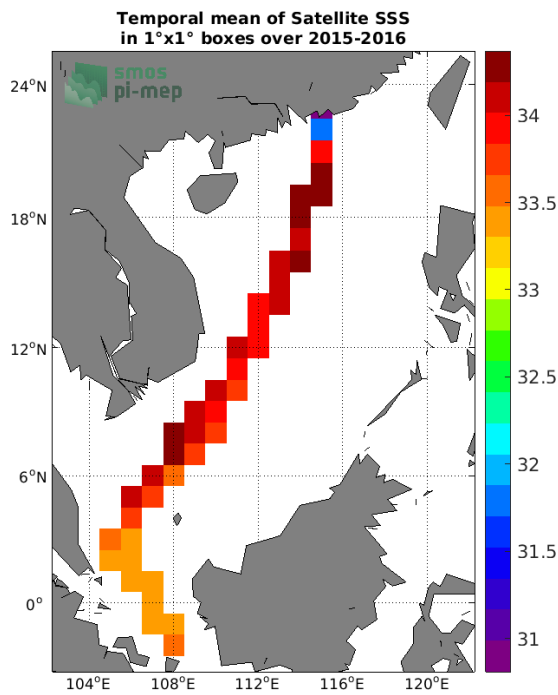 Temporal mean of Satellite SSS
in 1°x1° boxes over 2015-2016
smos
pi-mep
24°N
18°N
12°N
6°N
0°
104°E 108°E 112°E 116°E 120°E
34
33.5
33
32.5
32
31.5
31